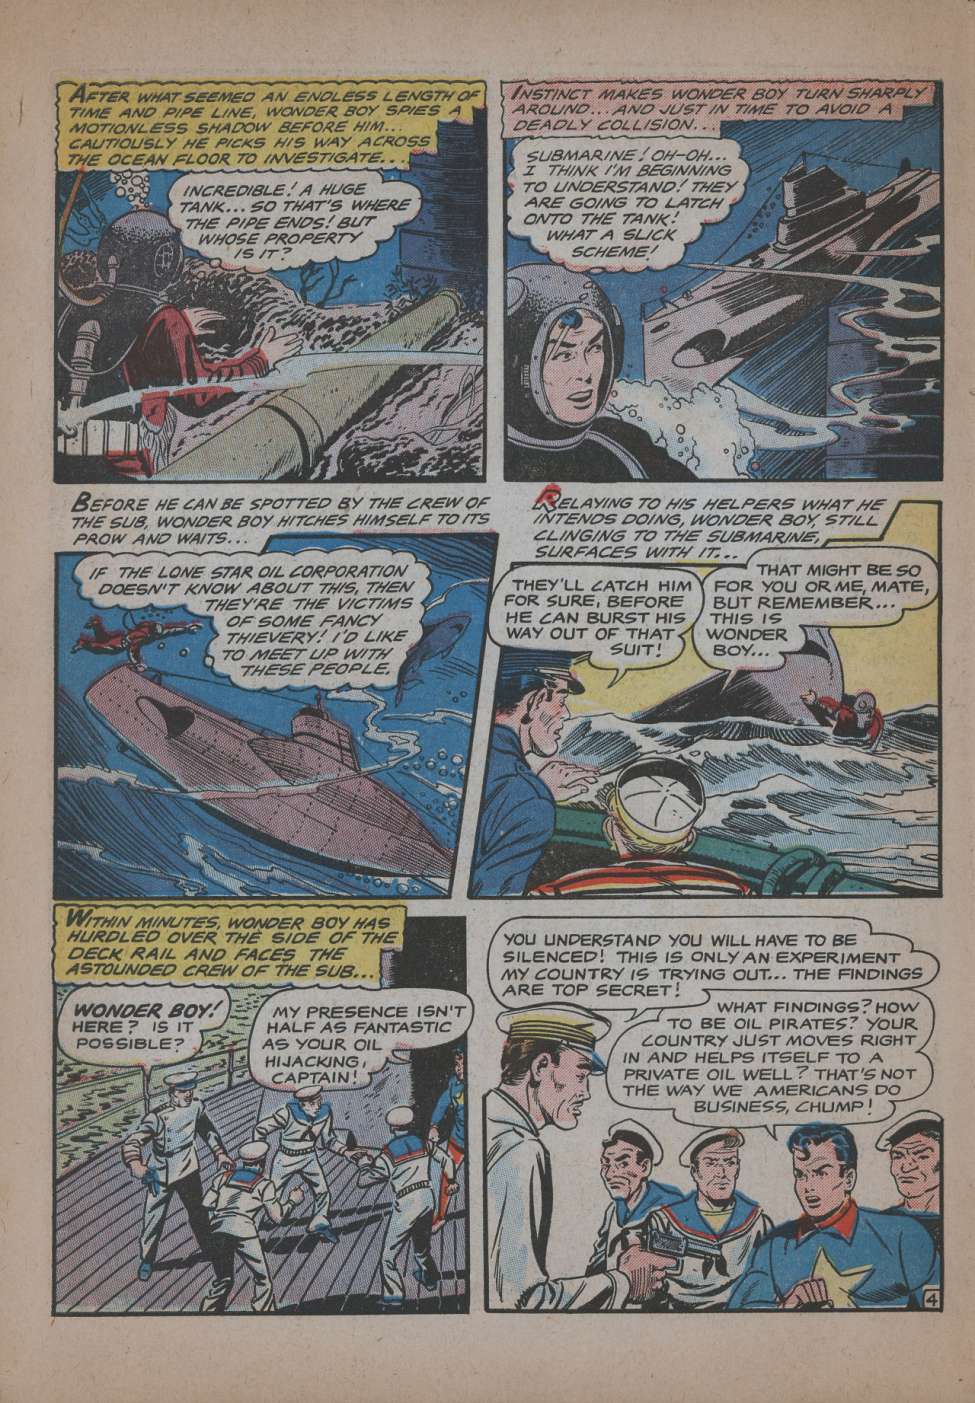 AFTER WHAT SEEMED AN ENDLESS LENGTH OF
TIME AND PIPE LINE, WONDER BOY SPIES A
MOTIONLESS SHADOW BEFORE HIM...
CAUTIOUSLY HE PICKS HIS WAY ACROSS
THE OCEAN FLOOR TO INVESTIGATE...
INCREDIBLE! A HUGE
TANK... SO THAT'S WHERE
THE PIPE ENDS! BUT
WHOSE PROPERTY
IS IT?
INSTINCT MAKES WONDER BOY TURN SHARPLY
AROUND... AND JUST IN TIME TO AVOID A
DEADLY COLLISION....
SUBMARINE! OH-OH...
I THINK I'M BEGINNING
TO UNDERSTAND! THEY
ARE GOING TO LATCH
ONTO THE TANK!
WHAT A SLICK
SCHEME!
BEFORE HE CAN BE SPOTTED BY THE CREW OF
THE SUB, WONDER BOY HITCHES HIMSELF TO ITS
PROW AND WAITS...
IF THE LONE STAR OIL CORPORATION
DOESN'T KNOW ABOUT THIS, THEN
THEY'RE THE VICTIMS
OF SOME FANCY
THIEVERY! I'D LIKE
TO MEET UP WITH
THESE PEOPLE.
RELAYING TO HIS HELPERS WHAT HE
INTENDS DOING, WONDER BOY, STILL
CLINGING TO THE SUBMARINE,
SURFACES WITH IT...
THEY'LL CATCH HIM
FOR SURE, BEFORE
HE CAN BURST HIS
WAY OUT OF THAT
SUIT!
THAT MIGHT BE SO
FOR YOU OR ME, MATE,
BUT REMEMBER...
THIS IS
WONDER
BOY...
WITHIN MINUTES, WONDER BOY HAS
HURDLED OVER THE SIDE OF THE
DECK RAIL AND FACES THE
ASTOUNDED CREW OF THE SUB...
WONDER BOY!
HERE? IS IT
POSSIBLE?
MY PRESENCE ISN'T
HALF AS FANTASTIC
AS YOUR OIL
HIJACKING,
CAPTAIN!
YOU UNDERSTAND YOU WILL HAVE TO BE
SILENCED! THIS IS ONLY AN EXPERIMENT
MY COUNTRY IS TRYING OUT... THE FINDINGS
ARE TOP SECRET!
WHAT FINDINGS? HOW
TO BE OIL PIRATES? YOUR
COUNTRY JUST MOVES RIGHT
IN AND HELPS ITSELF TO A
PRIVATE OIL WELL? THAT'S NOT
THE WAY WE AMERICANS DO
BUSINESS, CHUMP!
4